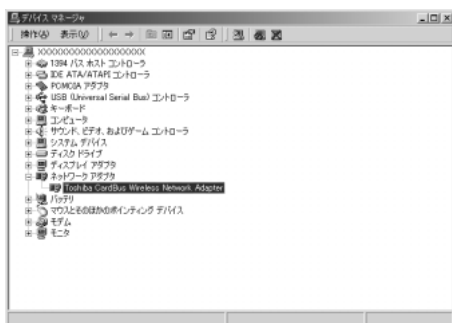 デバイス マネージャ
操作(A) 表示(V)
XXXXXXXXXXXXXXXXXXX
1394 バス ホスト コントローラ
IDE ATA/ATAPI コントローラ
PCMCIA アダプタ
USB (Universal Serial Bus) コントローラ
キーボード
コンピュータ
サウンド、ビデオ、およびゲーム コントローラ
システム デバイス
ディスク ドライブ
ディスプレイ アダプタ
ネットワーク アダプタ
Toshiba CardBus Wireless Network Adapter
バッテリ
マウスとそのほかのポインティング デバイス
モデム
モニタ